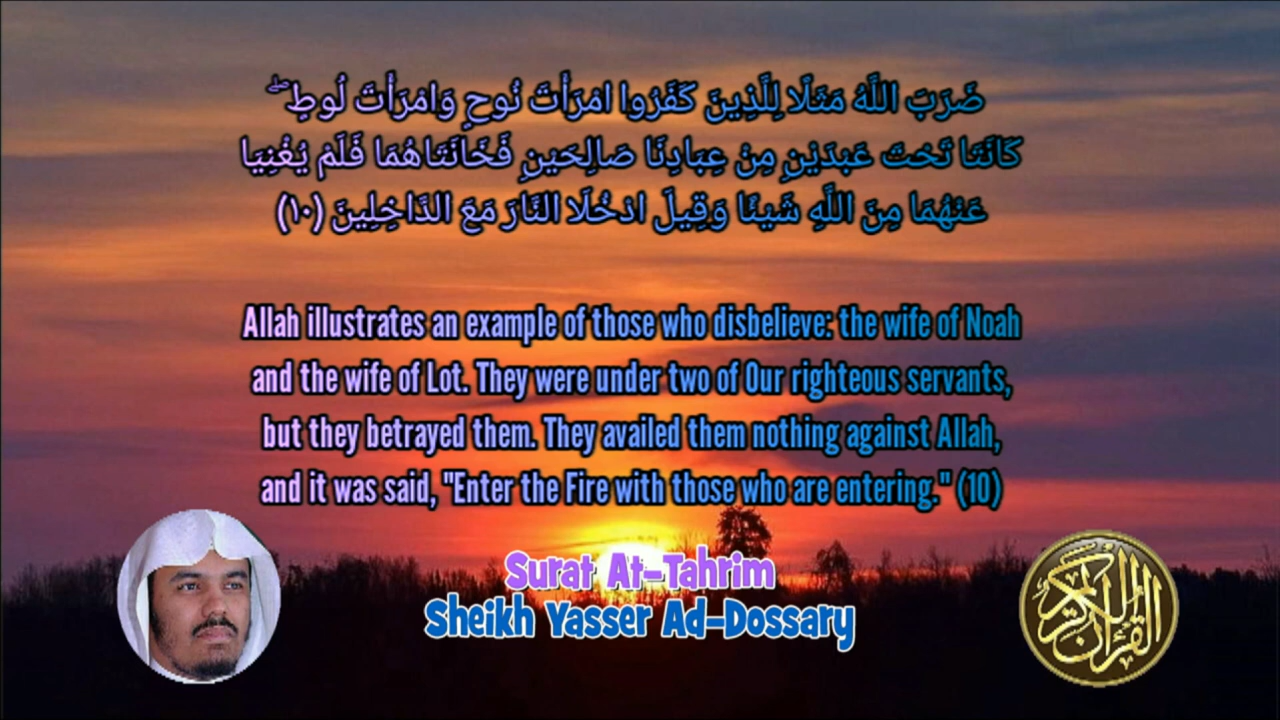 ضَرَبَ اللَّهُ مَثَلًا لِلَّذِينَ كَفَرُوا امْرَأَتَ نُوحٍ وَامْرَأَتَ لُوطٍ ۖ
كَانَتَا تَحْتَ عَبْدَيْنِ مِنْ عِبَادِنَا صَالِحَيْنِ فَخَانَتَاهُمَا فَلَمْ يُغْنِيَا
عَنْهُمَا مِنَ اللَّهِ شَيْئًا وَقِيلَ ادْخُلَا النَّارَ مَعَ الدَّاخِلِينَ (١٠)
Allah illustrates an example of those who disbelieve: the wife of Noah
and the wife of Lot. They were under two of Our righteous servants,
but they betrayed them. They availed them nothing against Allah,
and it was said, "Enter the Fire with those who are entering." (10)
Surat At-Tahrim
Sheikh Yasser Ad-Dossary
القرآن الكريم